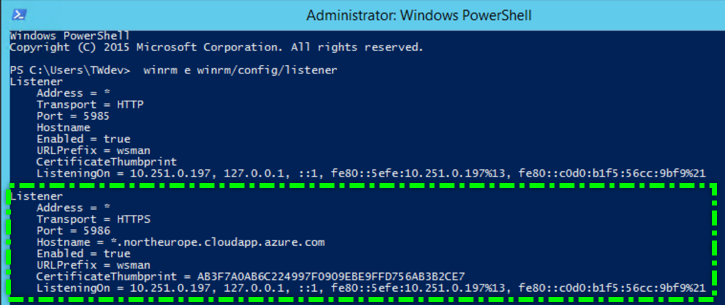 Administrator: Windows PowerShell
Windows PowerShell
Copyright (C) 2015 Microsoft Corporation. All rights reserved.
PS C:\Users\TWdev>  winrm e winrm/config/listener
Listener
    Address = *
    Transport = HTTP
    Port = 5985
    Hostname
    Enabled = true
    URLPrefix = wsman
    CertificateThumbprint
    ListeningOn = 10.251.0.197, 127.0.0.1, ::1, fe80::5efe:10.251.0.197%13, fe80::c0d0:b1f5:56cc:9bf9%21
Listener
    Address = *
    Transport = HTTPS
    Port = 5986
    Hostname = *.northeurope.cloudapp.azure.com
    Enabled = true
    URLPrefix = wsman
    CertificateThumbprint = AB3F7A0AB6C224997F09O9EBE9FFD756AB3B2CE7
    ListeningOn = 10.251.0.197, 127.0.0.1, ::1, fe80::5efe:10.251.0.197%13, fe80::c0d0:b1f5:56cc:9bf9%21